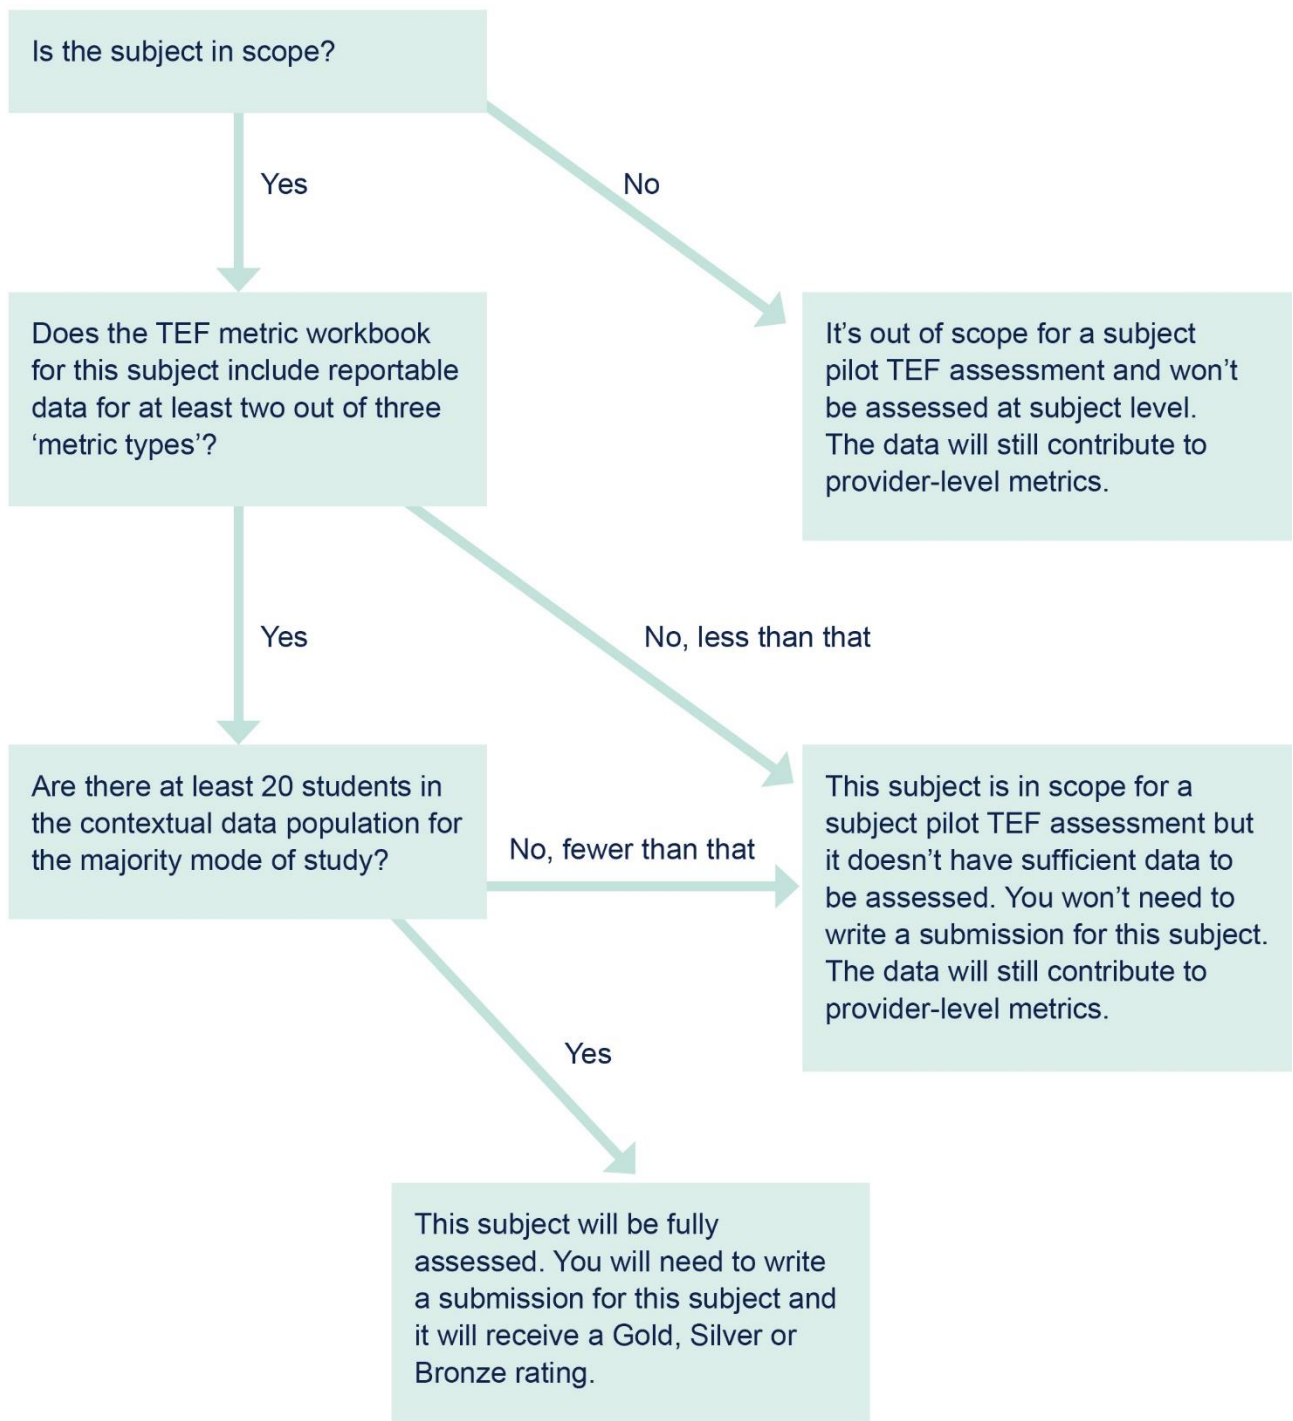 Is the subject in scope?
Yes
No
Does the TEF metric workbook
for this subject include reportable
data for at least two out of three
‘metric types’?
It’s out of scope for a subject
pilot TEF assessment and won’t
be assessed at subject level.
The data will still contribute to
provider-level metrics.
Yes
No, less than that
Are there at least 20 students in
the contextual data population for
the majority mode of study?
No, fewer than that
This subject is in scope for a
subject pilot TEF assessment but
it doesn’t have sufficient data to
be assessed. You won’t need to
write a submission for this subject.
The data will still contribute to
provider-level metrics.
Yes
This subject will be fully
assessed. You will need to write
a submission for this subject and
it will receive a Gold, Silver or
Bronze rating.